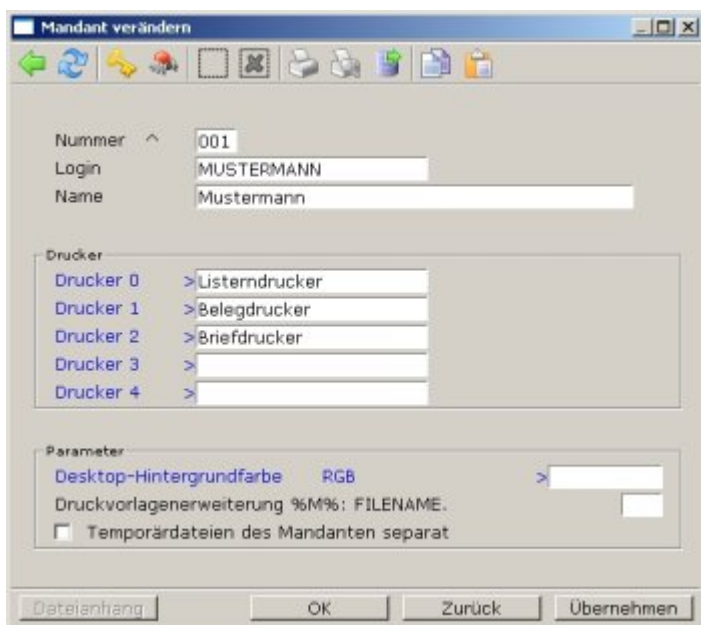 Mandant verändern
Nummer ^ 001
Login MUSTERMANN
Name Mustermann
Drucker
Drucker 0 >Listerndrucker
Drucker 1 >Belegdrucker
Drucker 2 >Briefdrucker
Drucker 3 >
Drucker 4 >
Parameter
Desktop-Hintergrundfarbe RGB >
Druckvorlagenerweiterung %M%: FILENAME.
Temporärdateien des Mandanten separat
Dateianhang OK Zurück Übernehmen